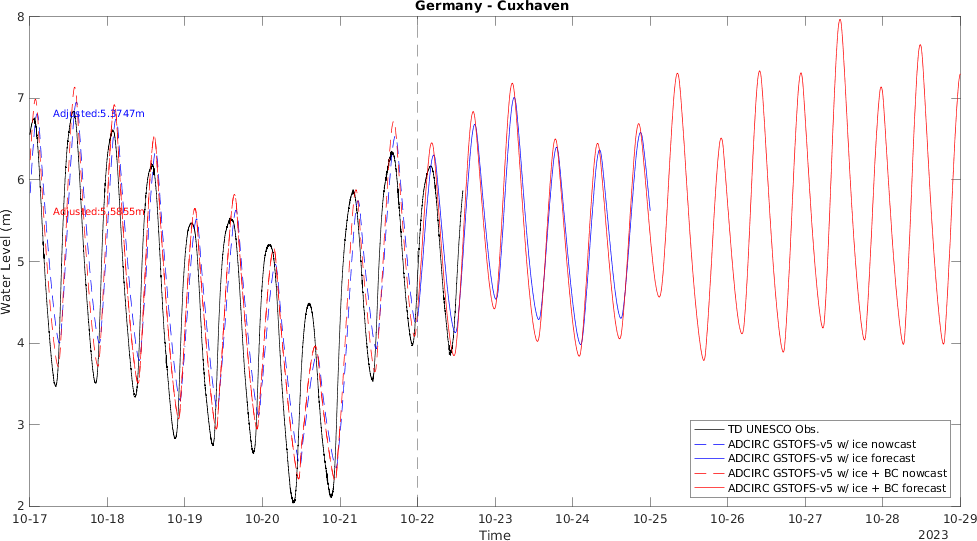 Germany - Cuxhaven
8
7
6
5
4
3
2
Water Level (m)
Adjusted:5.3747m
Adjusted:5.5855m
TD UNESCO Obs.
ADCIRC GSTOFS-v5 w/ ice nowcast
ADCIRC GSTOFS-v5 w/ ice forecast
ADCIRC GSTOFS-v5 w/ ice + BC nowcast
ADCIRC GSTOFS-v5 w/ ice + BC forecast
10-17 10-18 10-19 10-20 10-21 10-22 10-23 10-24 10-25 10-26 10-27 10-28 10-29
Time
2023